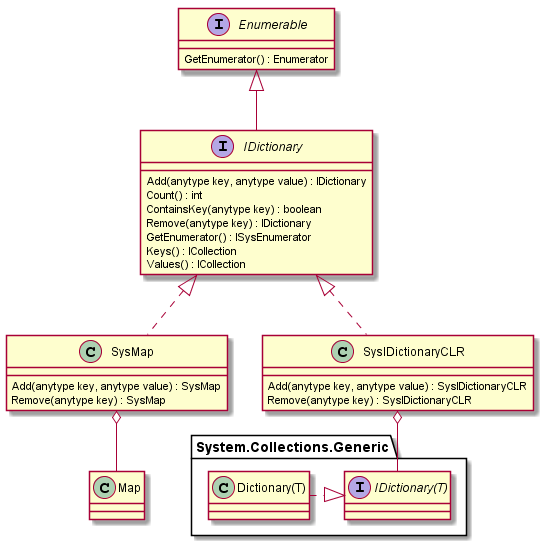 I Enumerable
GetEnumerator() : Enumerator
I IDictionary
Add(anytype key, anytype value) : IDictionary
Count() : int
ContainsKey(anytype key) : boolean
Remove(anytype key) : IDictionary
GetEnumerator() : ISysEnumerator
Keys() : ICollection
Values() : ICollection
C SysMap
Add(anytype key, anytype value) : SysMap
Remove(anytype key) : SysMap
C SysIDictionaryCLR
Add(anytype key, anytype value) : SysIDictionaryCLR
Remove(anytype key) : SysIDictionaryCLR
C Map
System.Collections.Generic
C Dictionary(T)
I IDictionary(T)